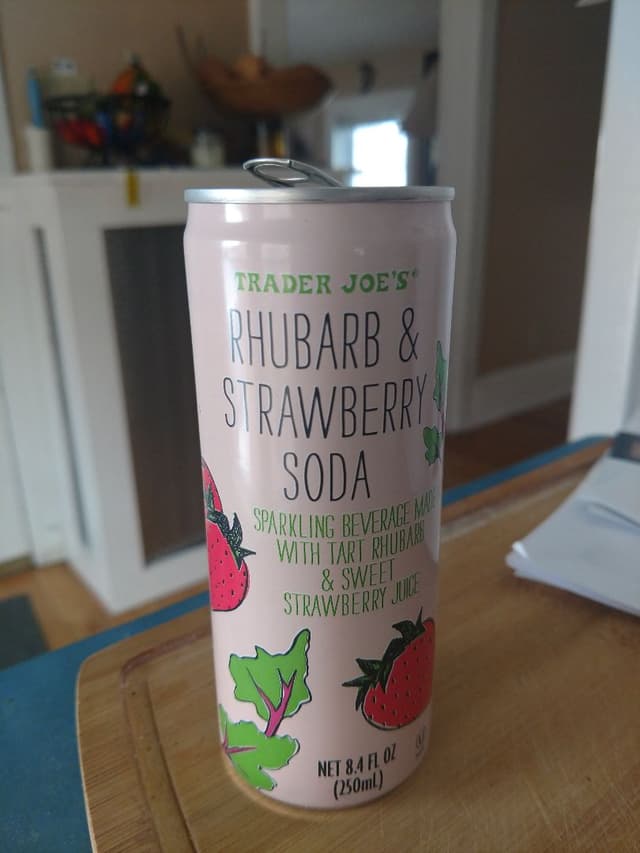 TRADER JOE'S
RHUBARB &
STRAWBERRY
SODA
SPARKLING BEVERAGE MADE
WITH TART RHUBARB
& SWEET
STRAWBERRY JUICE
NET 8.4 FL OZ
(250mL)